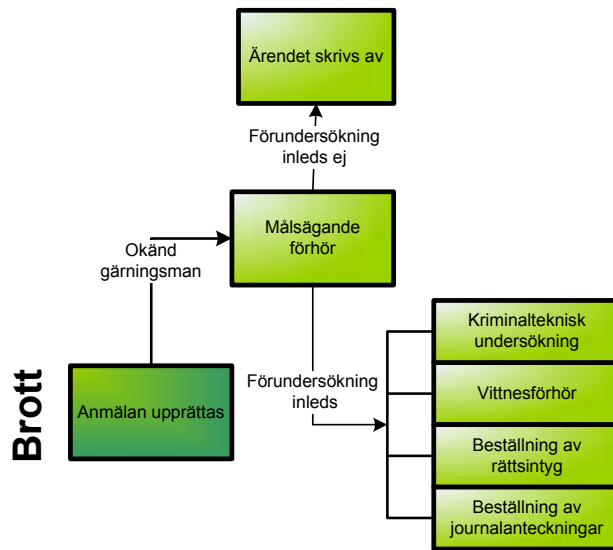 Ärendet skrivs av
Förundersökning
inleds ej
Målsägande
förhör
Okänd
gärningsman
Kriminalteknisk
undersökning
Förundersökning
inleds
Vittnesförhör
Anmälan upprättas
Brott
Beställning av
rättsintyg
Beställning av
journalanteckningar